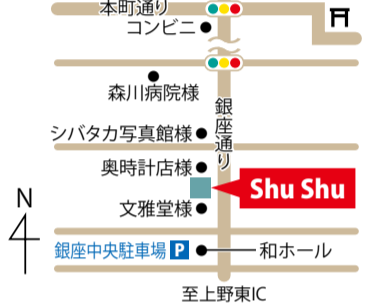 本町通り
コンビニ
森川病院様
銀座通り
シバタカ写真館様
奥時計店様
Shu Shu
文雅堂様
N
銀座中央駐車場 P
和ホール
至上野東IC